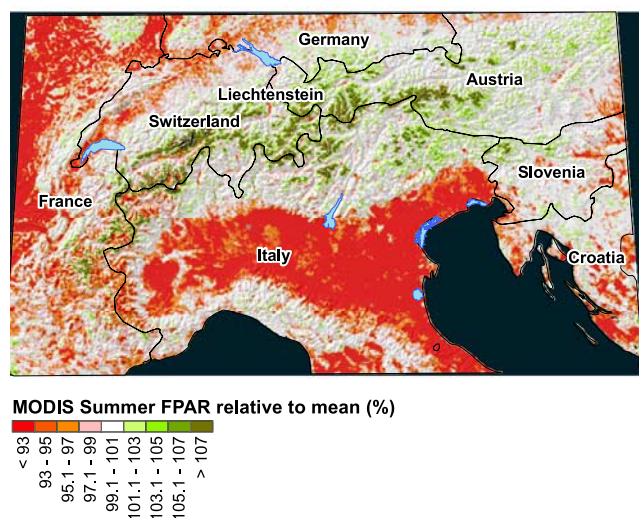 Germany
Austria
Liechtenstein
Switzerland
Slovenia
France
Italy
Croatia
MODIS Summer FPAR relative to mean (%)
< 93
93 - 95
95.1 - 97
97.1 - 99
99.1 - 101
101.1 - 103
103.1 - 105
105.1 - 107
> 107